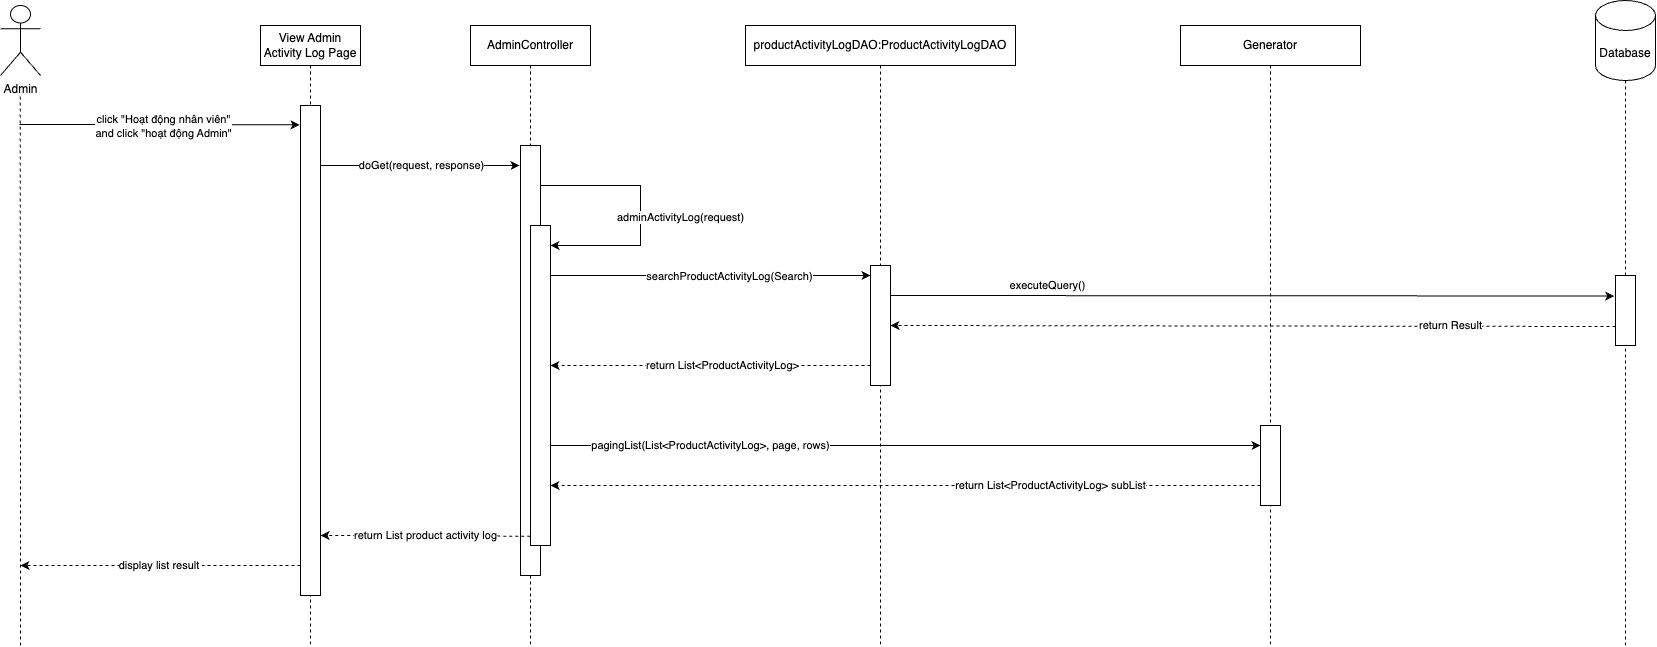 View Admin
Activity Log Page
AdminController
productActivityLogDAO:ProductActivityLogDAO
Generator
Database
Admin
click "Hoạt động nhân viên"
and click "hoạt động Admin"
doGet(request, response)
adminActivityLog(request)
searchProductActivityLog(Search)
executeQuery()
return Result
return List<ProductActivityLog>
pagingList(List<ProductActivityLog>, page, rows)
return List<ProductActivityLog> subList
return List product activity log
display list result